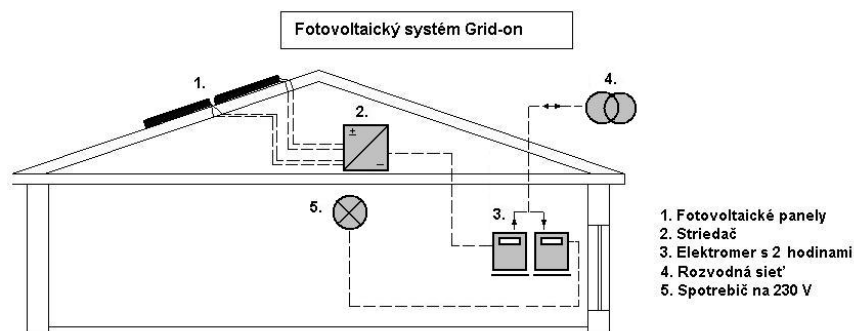 Fotovoltaický systém Grid-on
1.
2.
±
–
3.
4.
5.
1. Fotovoltaické panely
2. Striedač
3. Elektromer s 2 hodinami
4. Rozvodná sieť
5. Spotrebič na 230 V